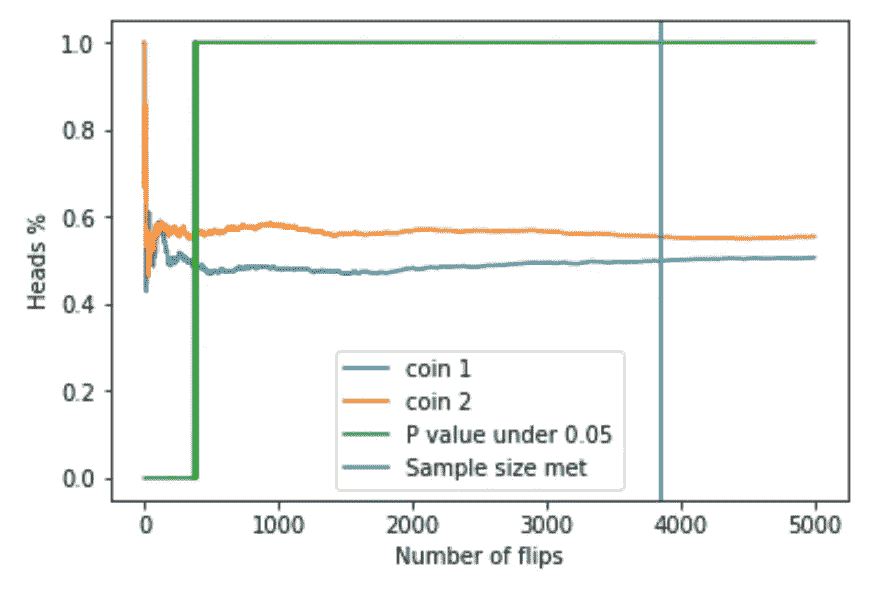 1.0
0.8
0.6
0.4
0.2
0.0
Heads %
coin 1
coin 2
P value under 0.05
Sample size met
0 1000 2000 3000 4000 5000
Number of flips